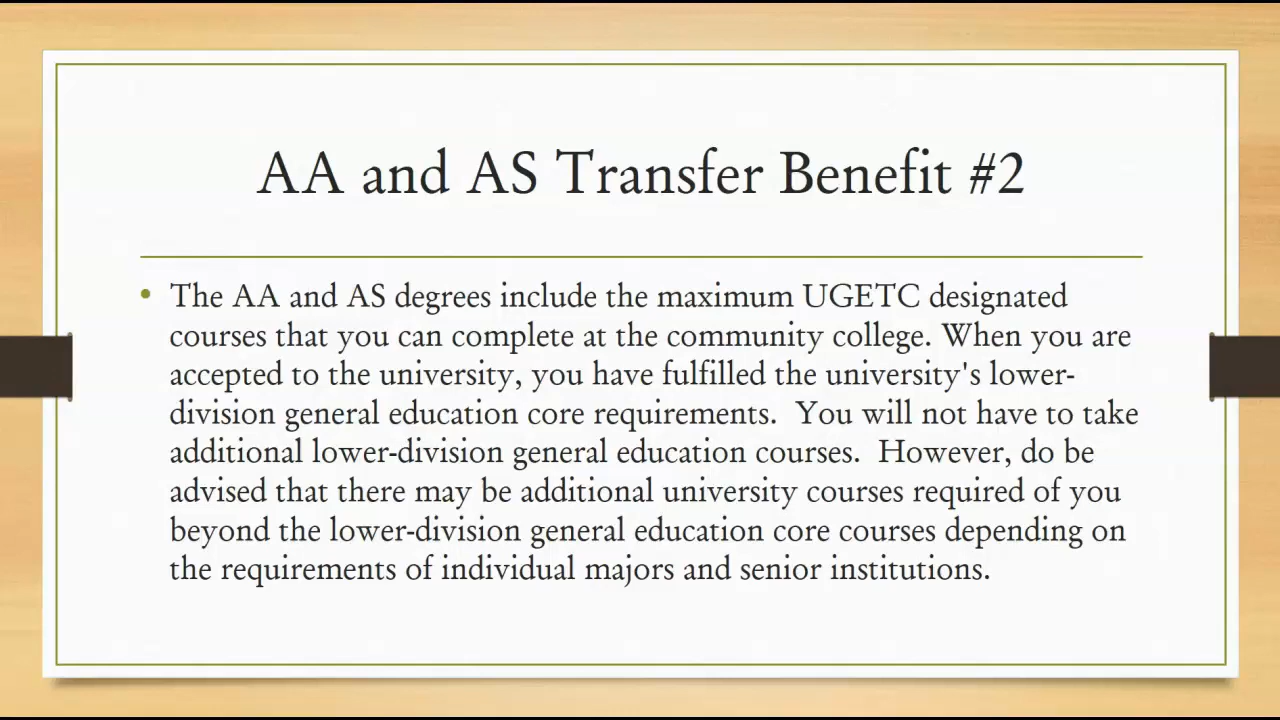 AA and AS Transfer Benefit #2
• The AA and AS degrees include the maximum UGETC designated
courses that you can complete at the community college. When you are
accepted to the university, you have fulfilled the university's lower-
division general education core requirements.  You will not have to take
additional lower-division general education courses.  However, do be
advised that there may be additional university courses required of you
beyond the lower-division general education core courses depending on
the requirements of individual majors and senior institutions.